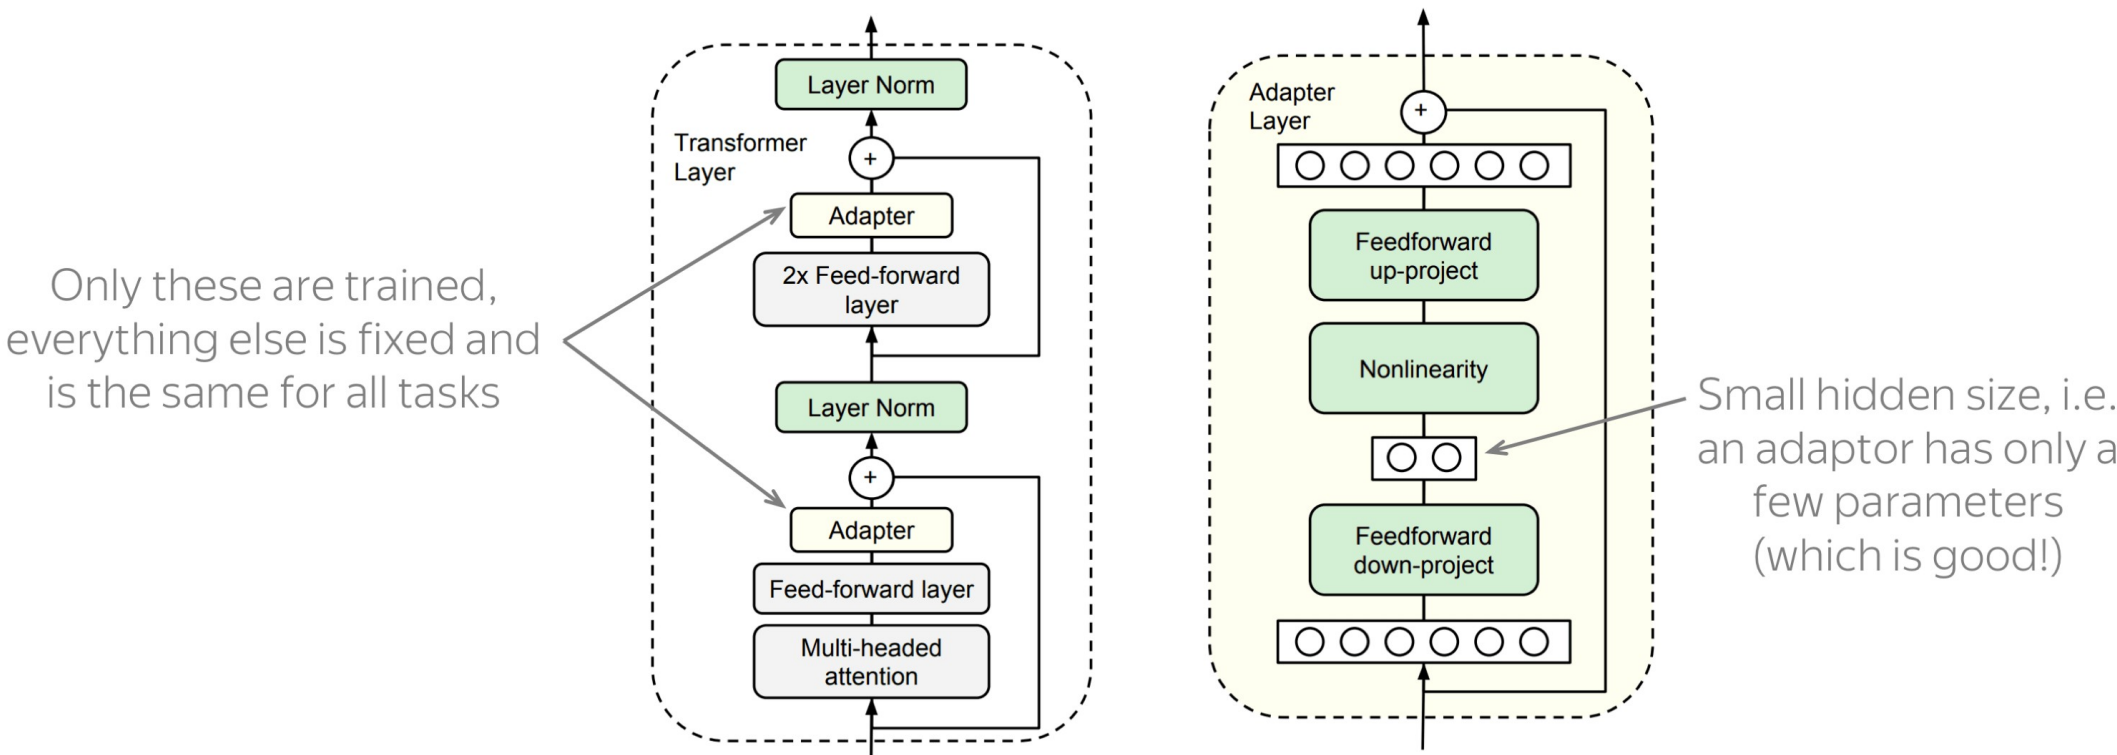 Only these are trained,
everything else is fixed and
is the same for all tasks
Transformer
Layer
Layer Norm
+
Adapter
2x Feed-forward
layer
Layer Norm
+
Adapter
Feed-forward layer
Multi-headed
attention
Adapter
Layer
+
Feedforward
up-project
Nonlinearity
Feedforward
down-project
Small hidden size, i.e.
an adaptor has only a
few parameters
(which is good!)